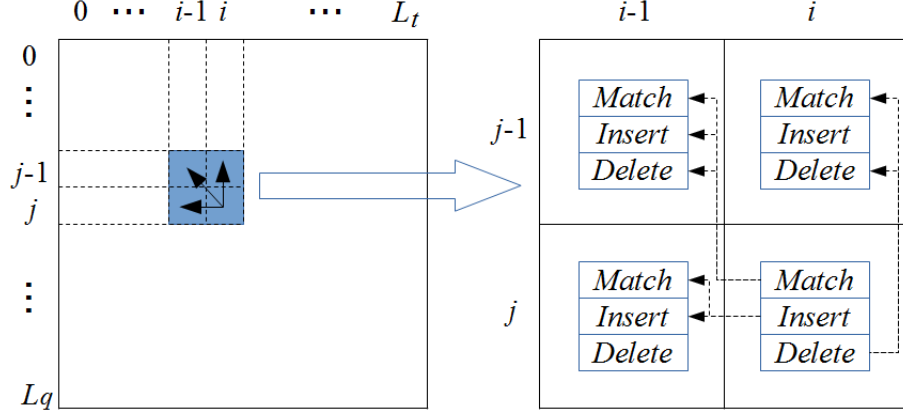 0 ⋯ i-1 i ⋯ Lt
0
⋮
j-1
j
⋮
Lq
i-1 i
j-1
Match
Insert
Delete
Match
Insert
Delete
j
Match
Insert
Delete
Match
Insert
Delete